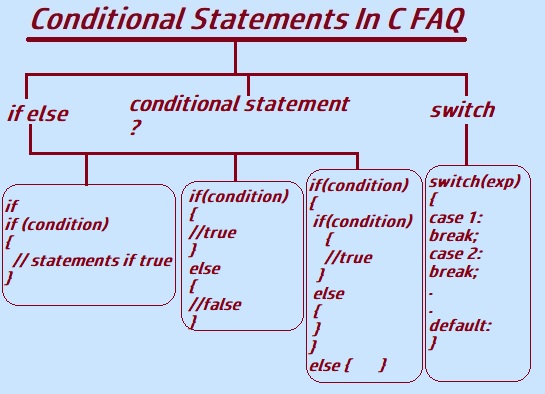 Conditional Statements In C FAQ
if else
conditional statement
?
switch
if
if (condition)
{
// statements if true
}
if(condition)
{
//true
}
else
{
//false
}
if(condition)
{
if(condition)
{
//true
}
else
{
}
}
else { }
switch(exp)
{
case 1:
break;
case 2:
break;
.
.
default:
}